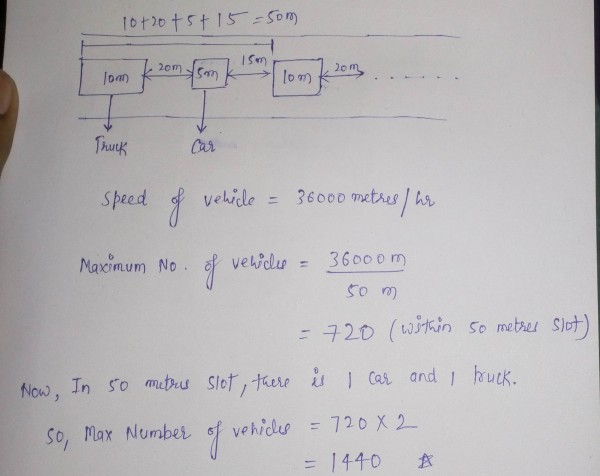 10+20+5+15 = 50m
10m 20m 5m 15m 10m 20m ......
Truck Car
Speed of vehicle = 36000 metres/hr
Maximum No. of vehicles = 36000m
50 m
= 720 (within 50 metres slot)
Now, In 50 metres slot, there is 1 car and 1 truck.
So, Max Number of vehicles = 720 X 2
= 1440